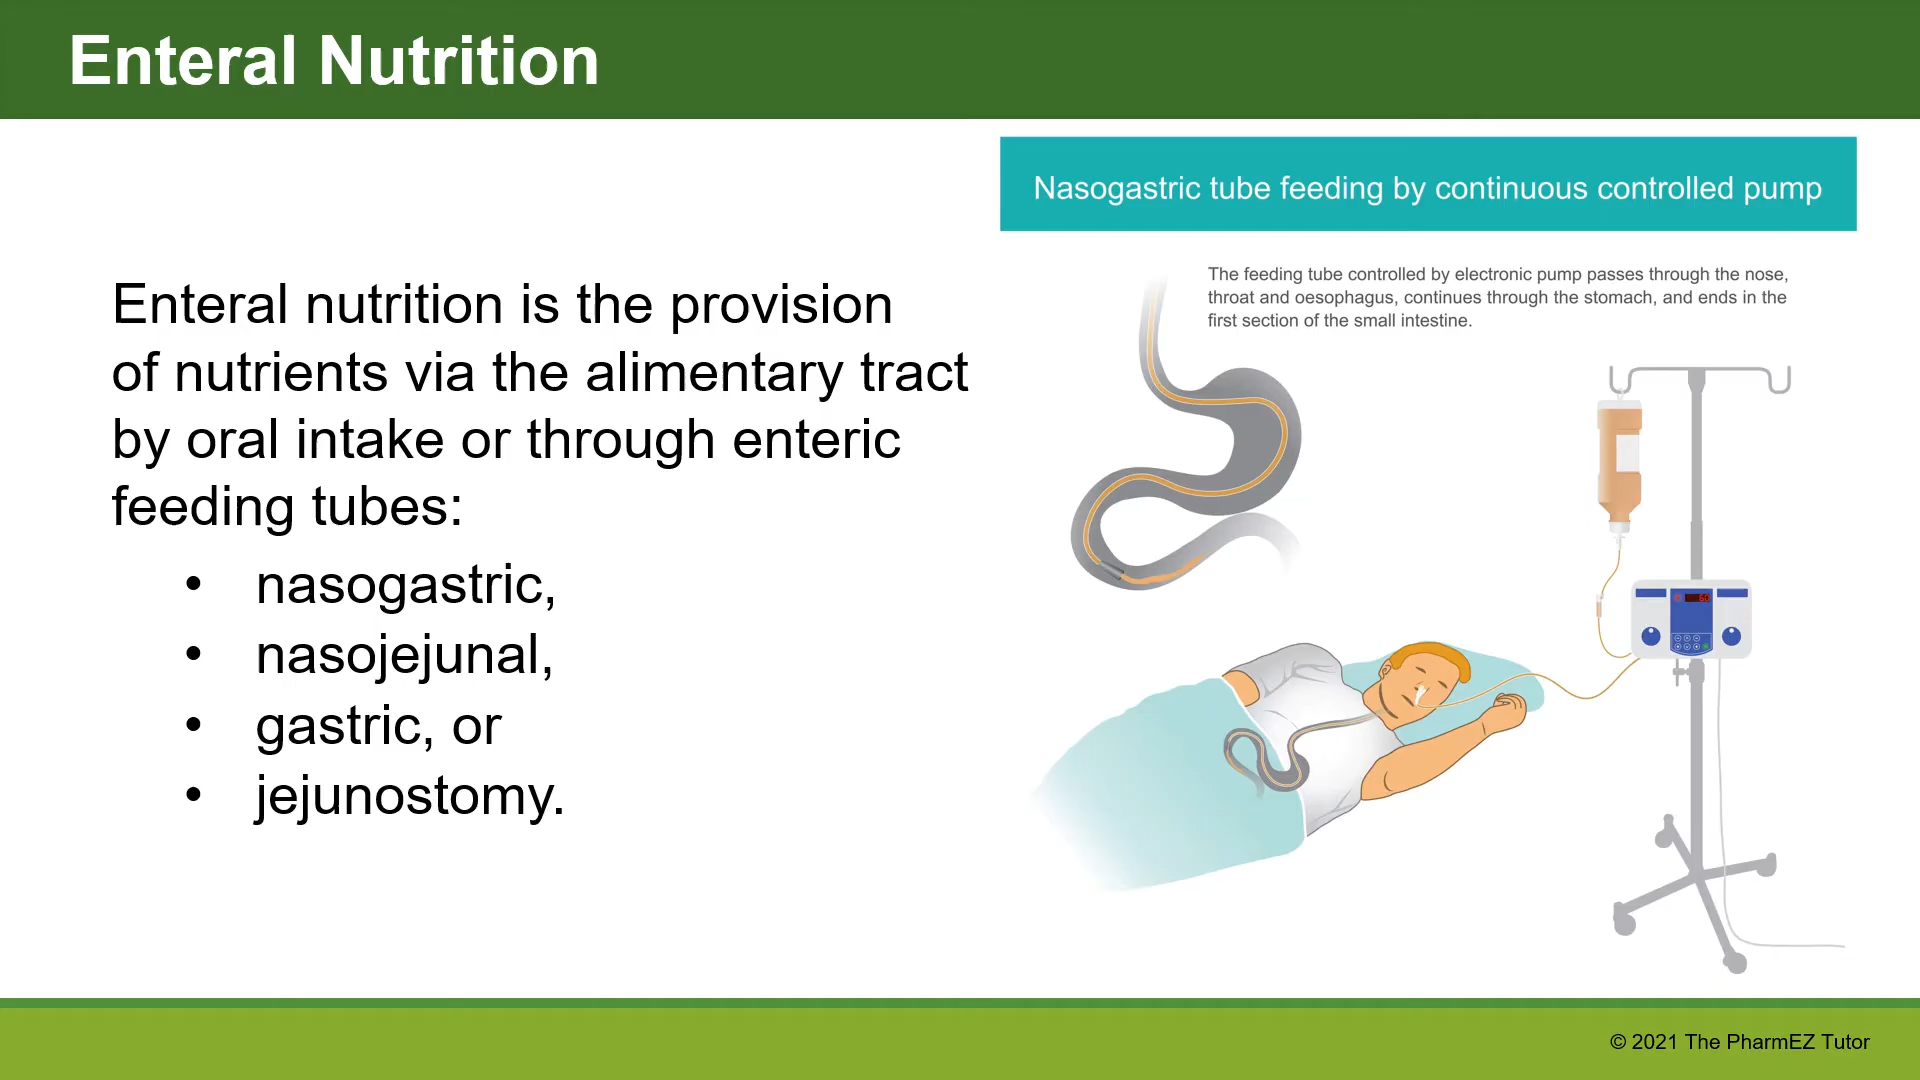 Enteral Nutrition
Nasogastric tube feeding by continuous controlled pump
The feeding tube controlled by electronic pump passes through the nose,
throat and oesophagus, continues through the stomach, and ends in the
first section of the small intestine.
Enteral nutrition is the provision
of nutrients via the alimentary tract
by oral intake or through enteric
feeding tubes:
• nasogastric,
• nasojejunal,
• gastric, or
• jejunostomy.
© 2021 The PharmEZ Tutor